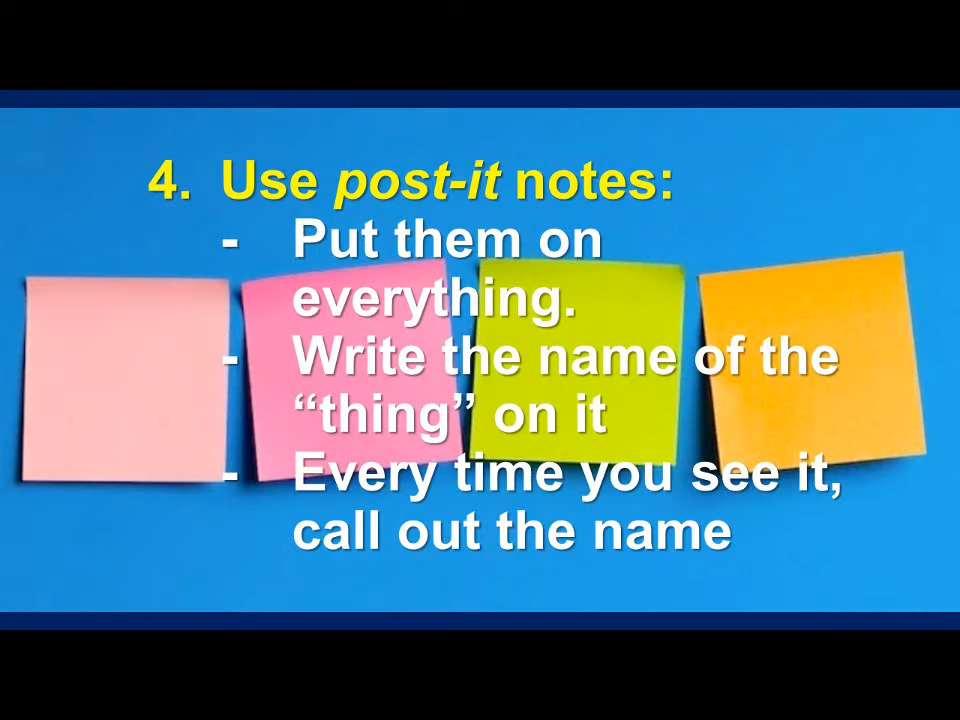 4. Use post-it notes:
- Put them on
everything.
- Write the name of the
“thing” on it
- Every time you see it,
call out the name